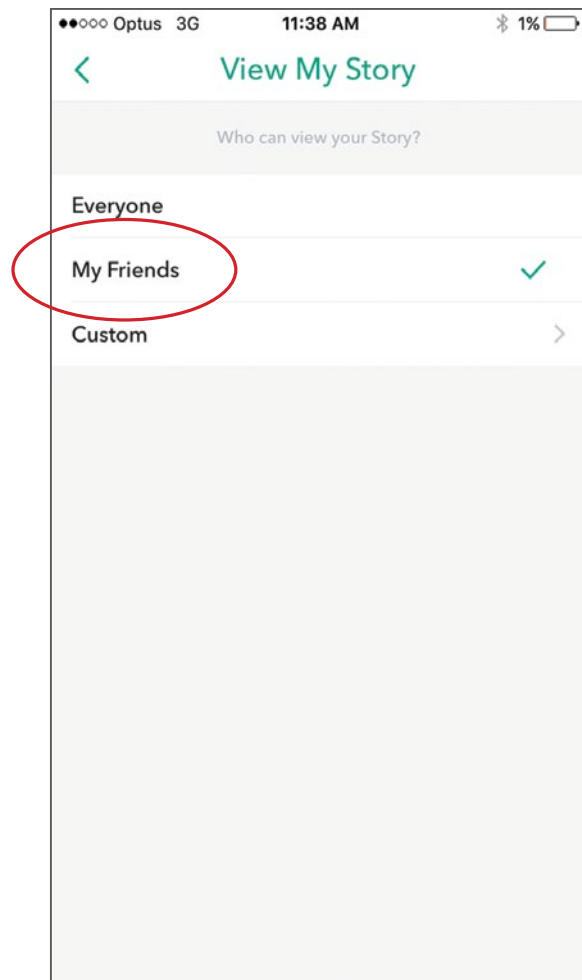 Optus 3G 11:38 AM 1%
View My Story
Who can view your Story?
Everyone
My Friends
Custom